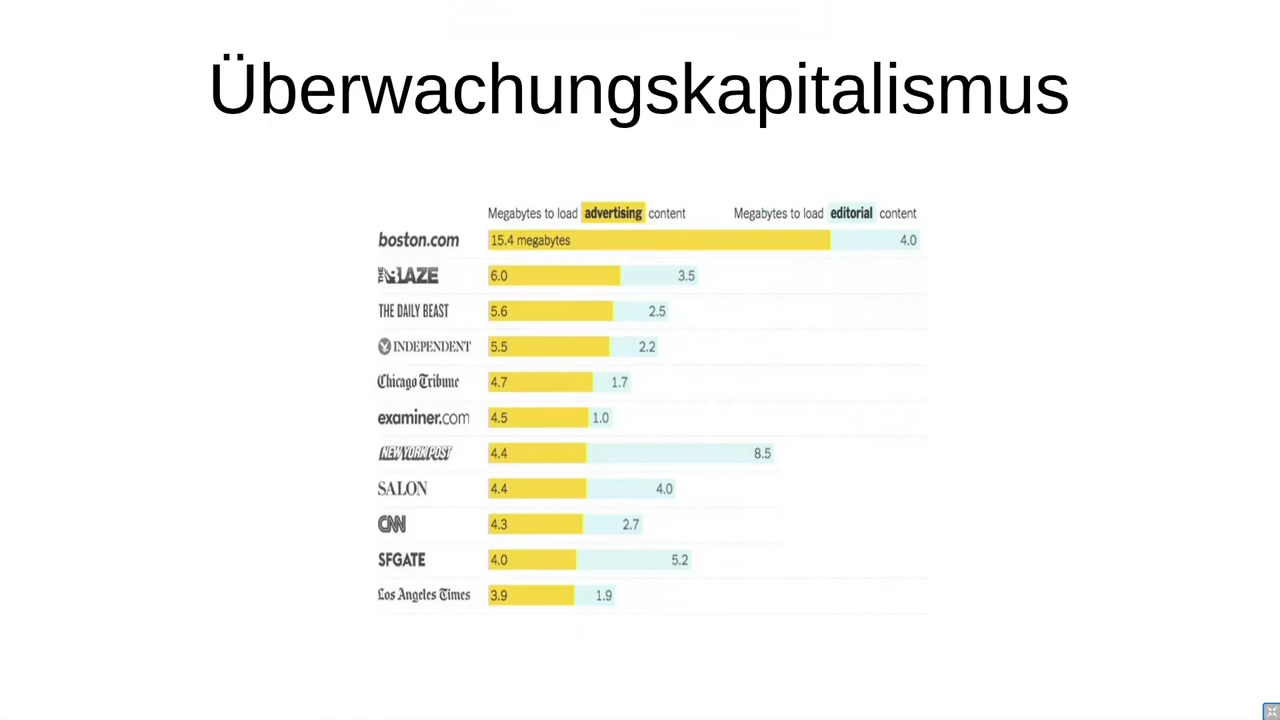 Überwachungskapitalismus
Megabytes to load advertising content Megabytes to load editorial content
boston.com 15.4 megabytes 4.0
THE BLAZE 6.0 3.5
THE DAILY BEAST 5.6 2.5
INDEPENDENT 5.5 2.2
Chicago Tribune 4.7 1.7
examiner.com 4.5 1.0
NEW YORK POST 4.4 8.5
SALON 4.4 4.0
CNN 4.3 2.7
SFGATE 4.0 5.2
Los Angeles Times 3.9 1.9